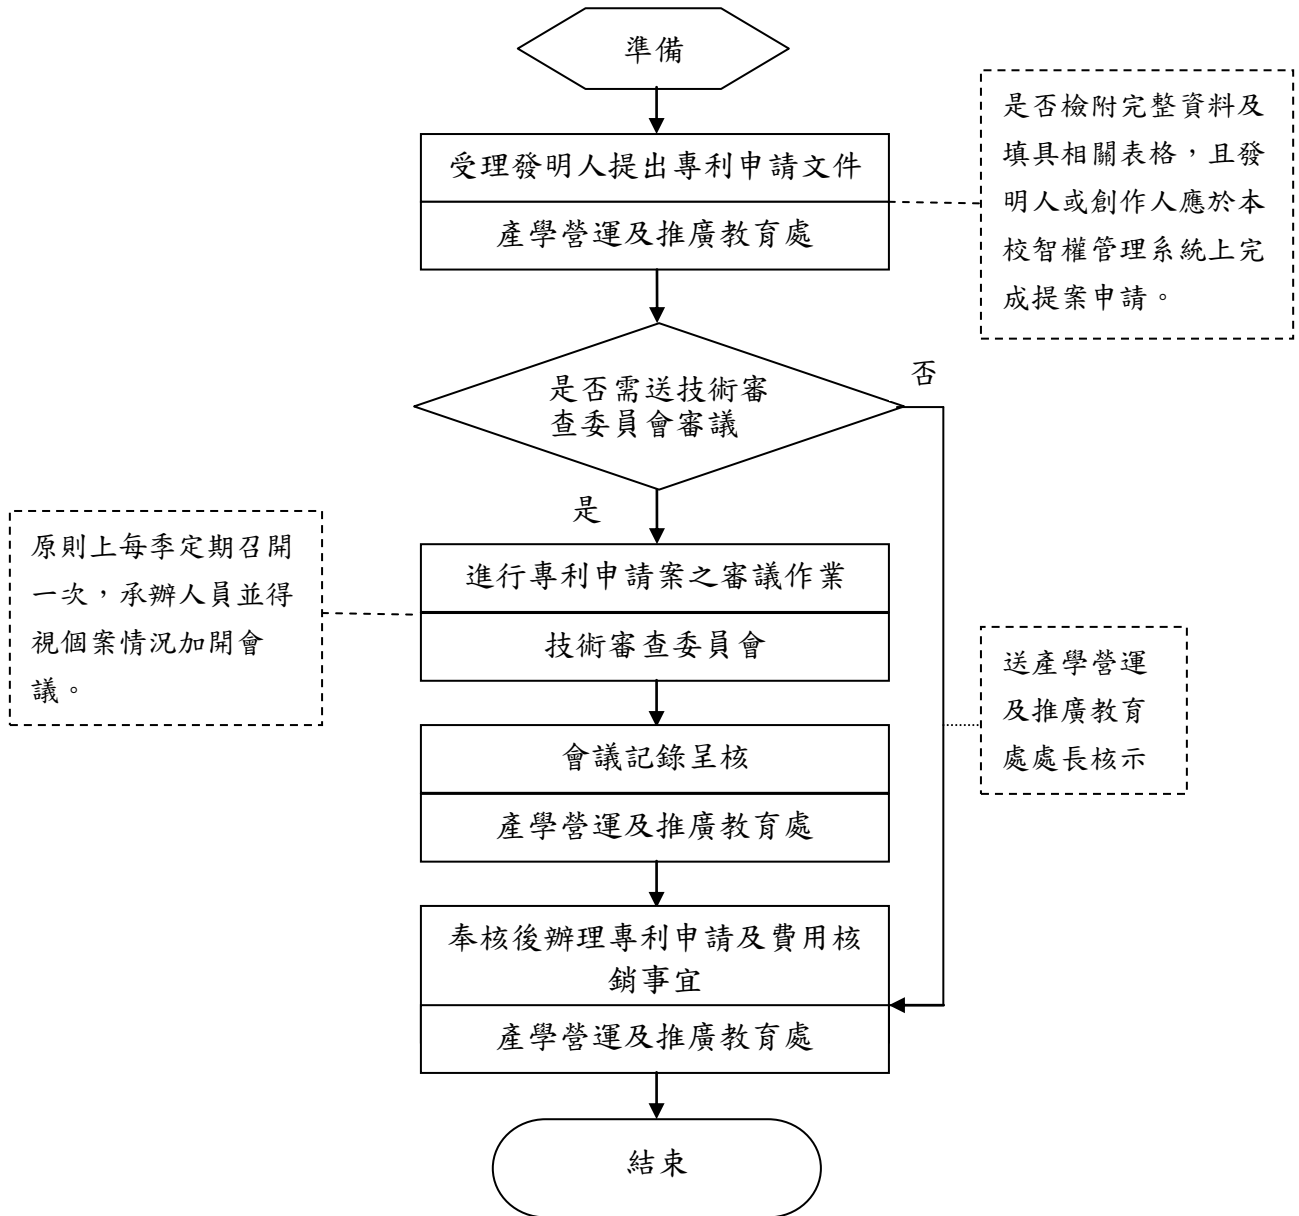 準備
受理發明人提出專利申請文件
產學營運及推廣教育處
是否檢附完整資料及
填具相關表格，且發
明人或創作人應於本
校智權管理系統上完
成提案申請。
是否需送技術審
查委員會審議
否
是
原則上每季定期召開
一次，承辦人員並得
視個案情況加開會
議。
進行專利申請案之審議作業
技術審查委員會
送產學營運
及推廣教育
處處長核示
會議記錄呈核
產學營運及推廣教育處
奉核後辦理專利申請及費用核
銷事宜
產學營運及推廣教育處
結束